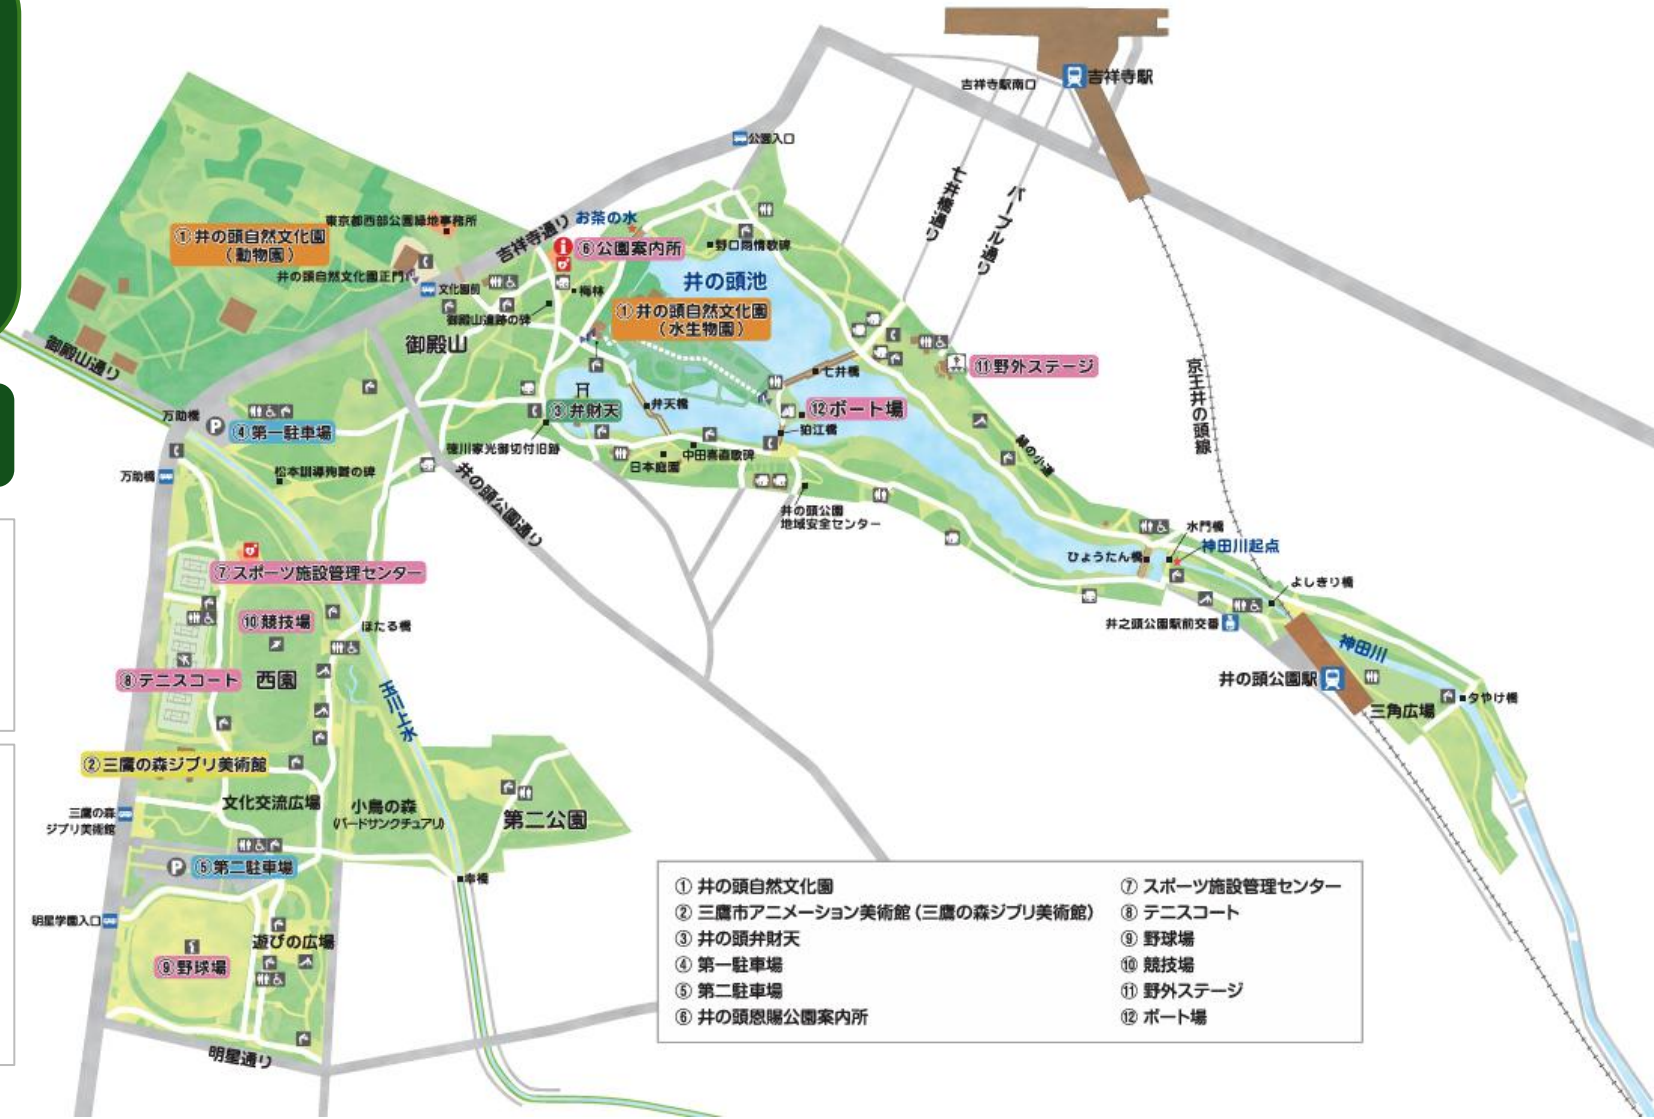 吉祥寺駅
吉祥寺駅南口
公園入口
七井橋通り
パープル通り
京王井の頭線
東京都西部公園緑地事務所
①井の頭自然文化園
(動物園)
井の頭自然文化園正門
吉祥寺通り
お茶の水
⑥公園案内所
野口雨情歌碑
井の頭池
文化園前
梅林
①井の頭自然文化園
(水生物園)
御殿山遺跡の碑
御殿山
御殿山通り
七井橋
⑪野外ステージ
弁天橋
③弁財天
⑫ボート場
狛江橋
万助橋
④第一駐車場
徳川家光御切付旧跡
中田喜直歌碑
日本庭園
緑の小道
万助橋
松本訓導殉難の碑
井の頭公園通り
井の頭公園
地域安全センター
水門橋
神田川起点
ひょうたん橋
よしきり橋
井之頭公園駅前交番
神田川
井の頭公園駅
三角広場
夕やけ橋
⑦スポーツ施設管理センター
⑩競技場
ほたる橋
⑧テニスコート
西園
玉川上水
②三鷹の森ジブリ美術館
文化交流広場
小鳥の森
(バードサンクチュアリ)
第二公園
三鷹の森
ジブリ美術館
P
⑤第二駐車場
幸橋
明星学園入口
遊びの広場
⑨野球場
明星通り
① 井の頭自然文化園
② 三鷹市アニメーション美術館(三鷹の森ジブリ美術館)
③ 井の頭弁財天
④ 第一駐車場
⑤ 第二駐車場
⑥ 井の頭恩賜公園案内所
⑦ スポーツ施設管理センター
⑧ テニスコート
⑨ 野球場
⑩ 競技場
⑪ 野外ステージ
⑫ ボート場